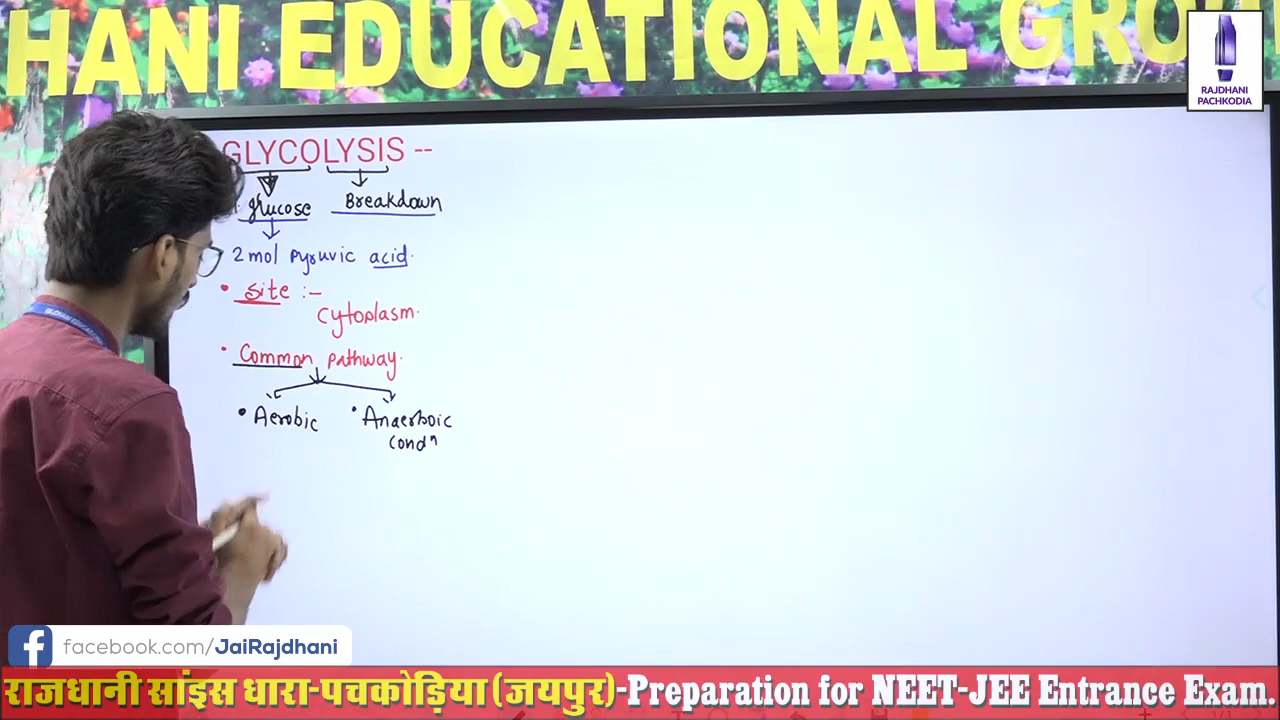 HANI EDUCATIONAL GRO
RAJDHANI
PACHKODIA
GLYCOLYSIS --
glucose Breakdown
2 mol pyruvic acid.
• Site :-
Cytoplasm.
• Common pathway.
• Aerobic • Anaerboic
Condⁿ
facebook.com/JaiRajdhani
राजधानी सांइस धारा-पचकोड़िया (जयपुर)-Preparation for NEET-JEE Entrance Exam.